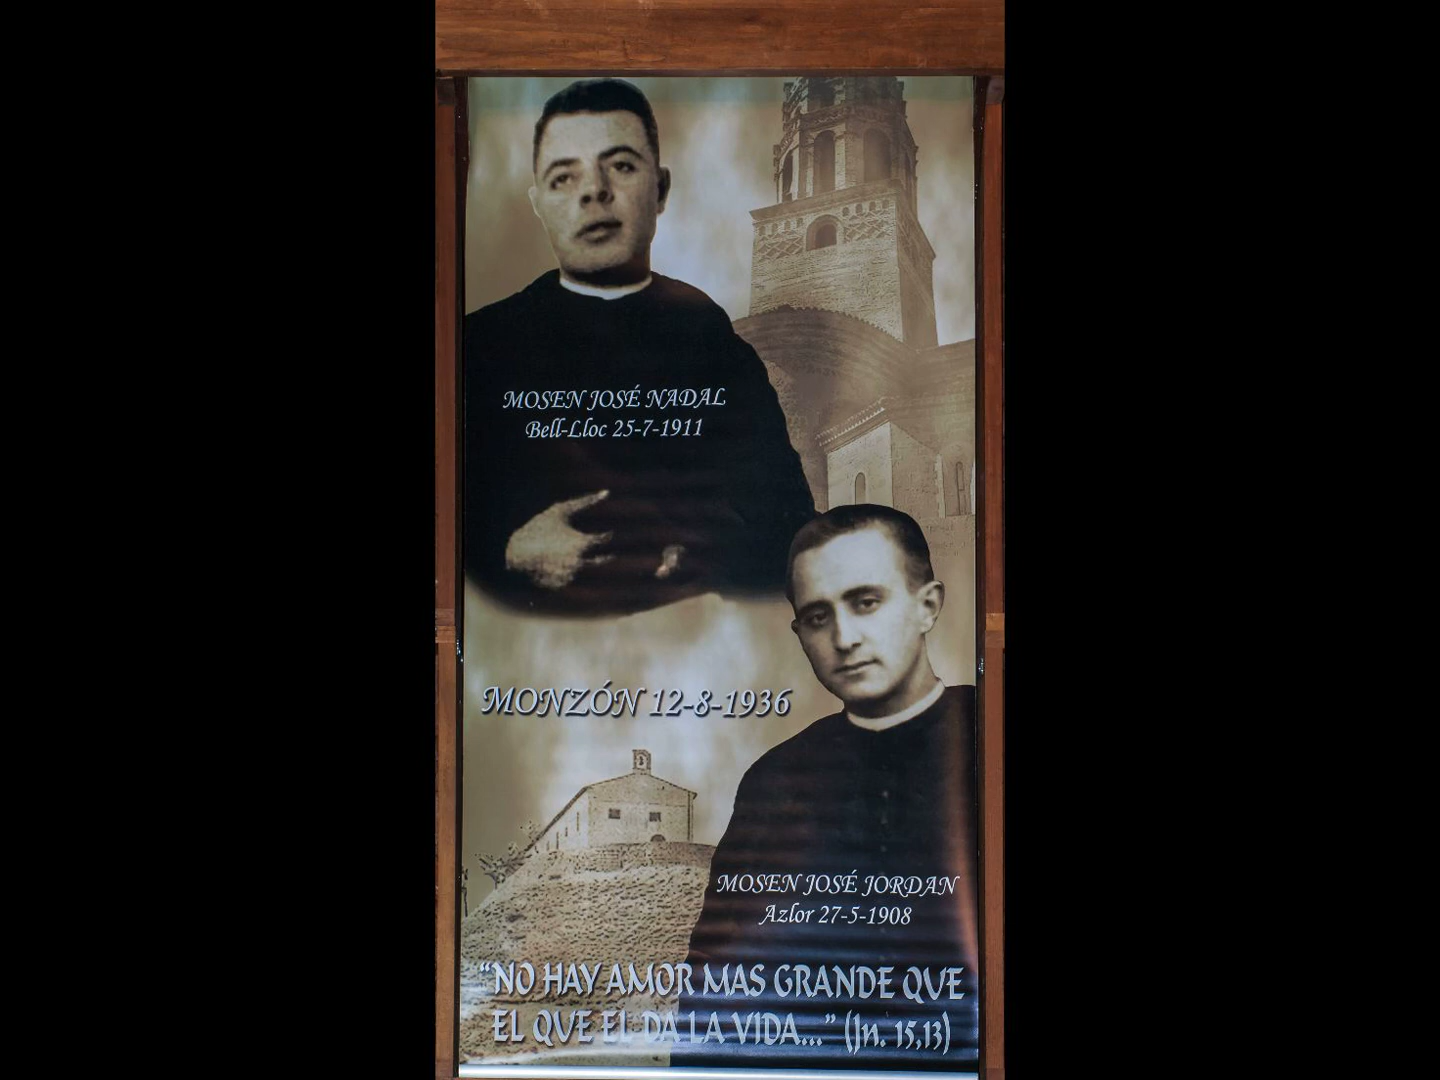 MOSEN JOSÉ NADAL
Bell-Lloc 25-7-1911
MONZÓN 12-8-1936
MOSEN JOSÉ JORDAN
Azlor 27-5-1908
“NO HAY AMOR MAS GRANDE QUE
EL QUE EL DA LA VIDA...” (Jn. 15,13)